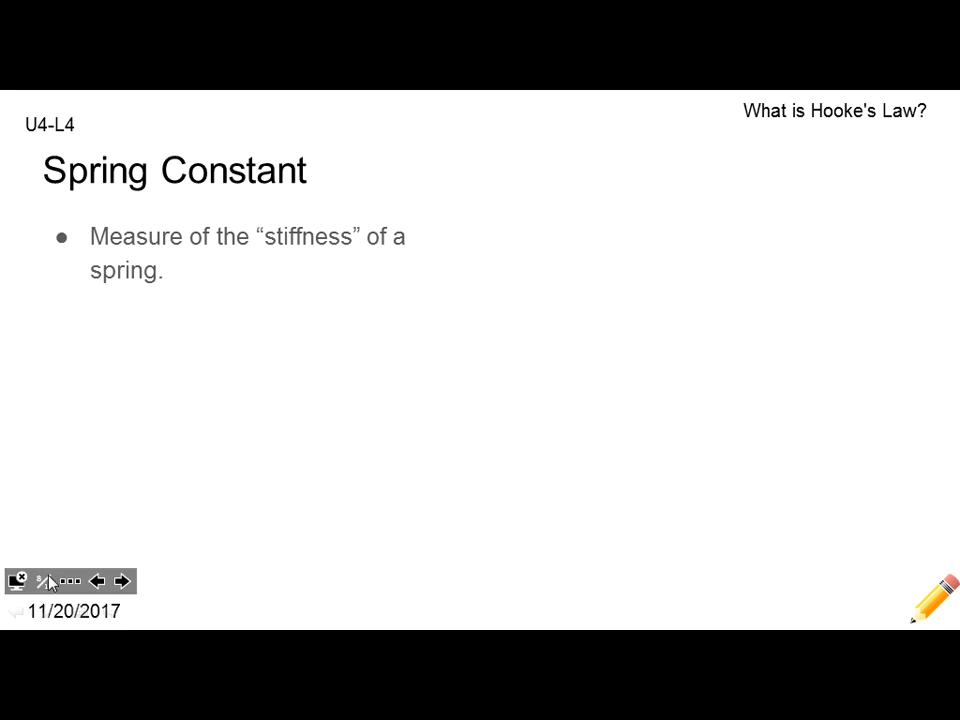 What is Hooke's Law?
U4-L4
Spring Constant
● Measure of the “stiffness” of a
spring.
11/20/2017